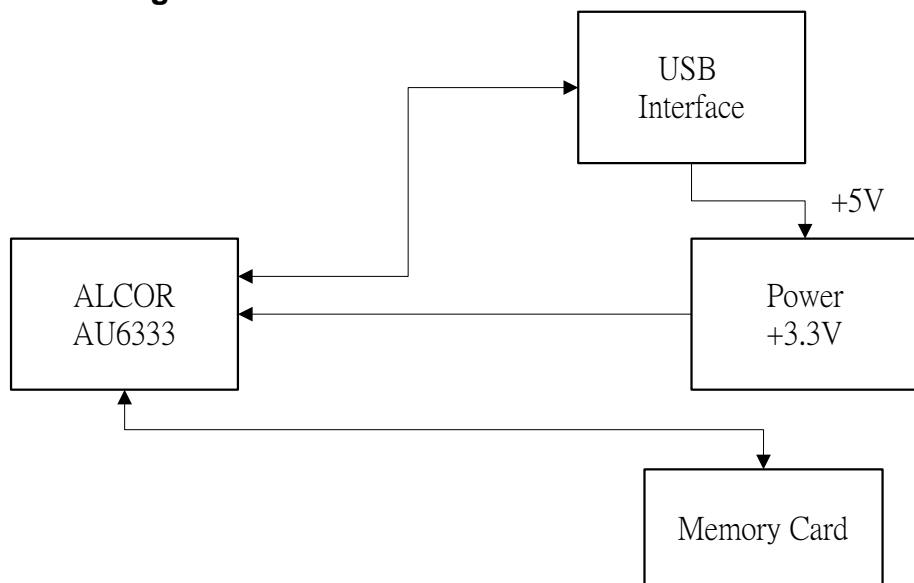 USB
Interface
+5V
ALCOR
AU6333
Power
+3.3V
Memory Card